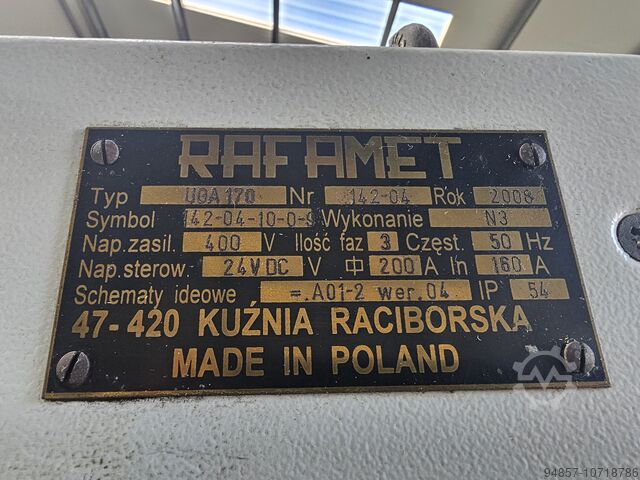 RAFAMET
Typ UGA170 Nr 142-04 Rok 2008
Symbol 142-04-10-0-9 Wykonanie N3
Nap.zasil. 400 V Ilość faz 3 Częst. 50 Hz
Nap.sterow. 24VDC V 200 A In 160 A
Schematy ideowe =.A01-2 wer.04 IP 54
47-420 KUŹNIA RACIBORSKA
MADE IN POLAND
94857-10718786